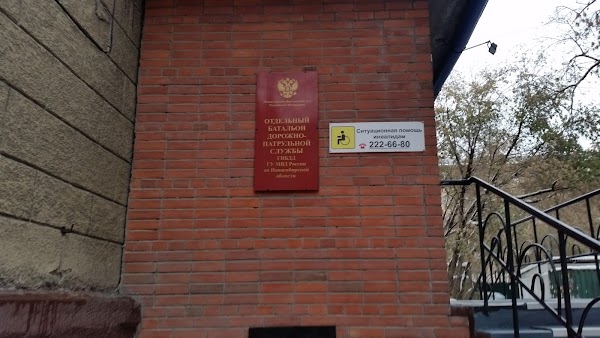 ОТДЕЛЬНЫЙ
БАТАЛЬОН
ДОРОЖНО-
ПАТРУЛЬНОЙ
СЛУЖБЫ
ГИБДД
ГУ МВД России
по Новосибирской
области
Ситуационная помощь
инвалидам
222-66-80